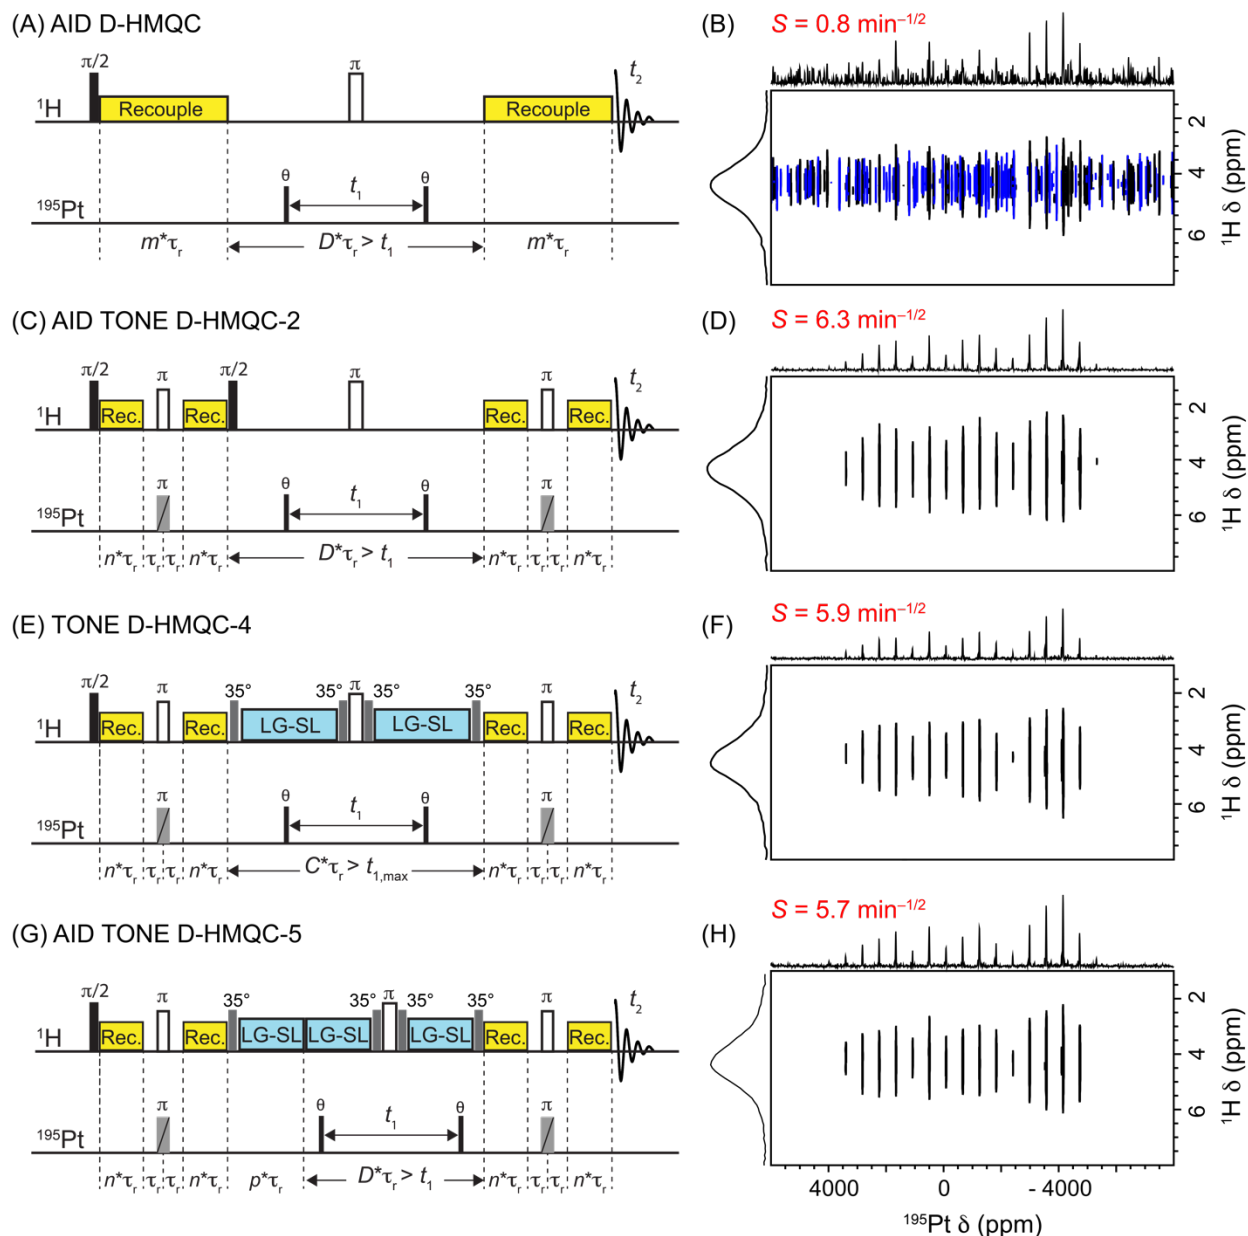 (A) AID D-HMQC
π/2
π
t₂
¹H
Recouple
Recouple
θ
t₁
θ
¹⁹⁵Pt
m*τᵣ
D*τᵣ > t₁
m*τᵣ
(B)
S = 0.8 min⁻¹/²
2
4
6
¹H δ (ppm)
(C) AID TONE D-HMQC-2
π/2
π
π/2
π
π
t₂
¹H
Rec.
Rec.
Rec.
Rec.
π
θ
t₁
θ
π
¹⁹⁵Pt
n*τᵣ
τᵣ
τᵣ
n*τᵣ
D*τᵣ > t₁
n*τᵣ
τᵣ
τᵣ
n*τᵣ
(D)
S = 6.3 min⁻¹/²
2
4
6
¹H δ (ppm)
(E) TONE D-HMQC-4
π/2
π
35°
35°
π
35°
π
t₂
¹H
Rec.
Rec.
LG-SL
LG-SL
Rec.
Rec.
π
θ
t₁
θ
π
¹⁹⁵Pt
n*τᵣ
τᵣ
τᵣ
n*τᵣ
C*τᵣ > t₁,max
n*τᵣ
τᵣ
τᵣ
n*τᵣ
(F)
S = 5.9 min⁻¹/²
2
4
6
¹H δ (ppm)
(G) AID TONE D-HMQC-5
π/2
π
35°
35°
π
35°
π
t₂
¹H
Rec.
Rec.
LG-SL
LG-SL
LG-SL
Rec.
Rec.
π
θ
t₁
θ
π
¹⁹⁵Pt
n*τᵣ
τᵣ
τᵣ
n*τᵣ
p*τᵣ
D*τᵣ > t₁
n*τᵣ
τᵣ
τᵣ
n*τᵣ
(H)
S = 5.7 min⁻¹/²
2
4
6
¹H δ (ppm)
4000
0
- 4000
¹⁹⁵Pt δ (ppm)